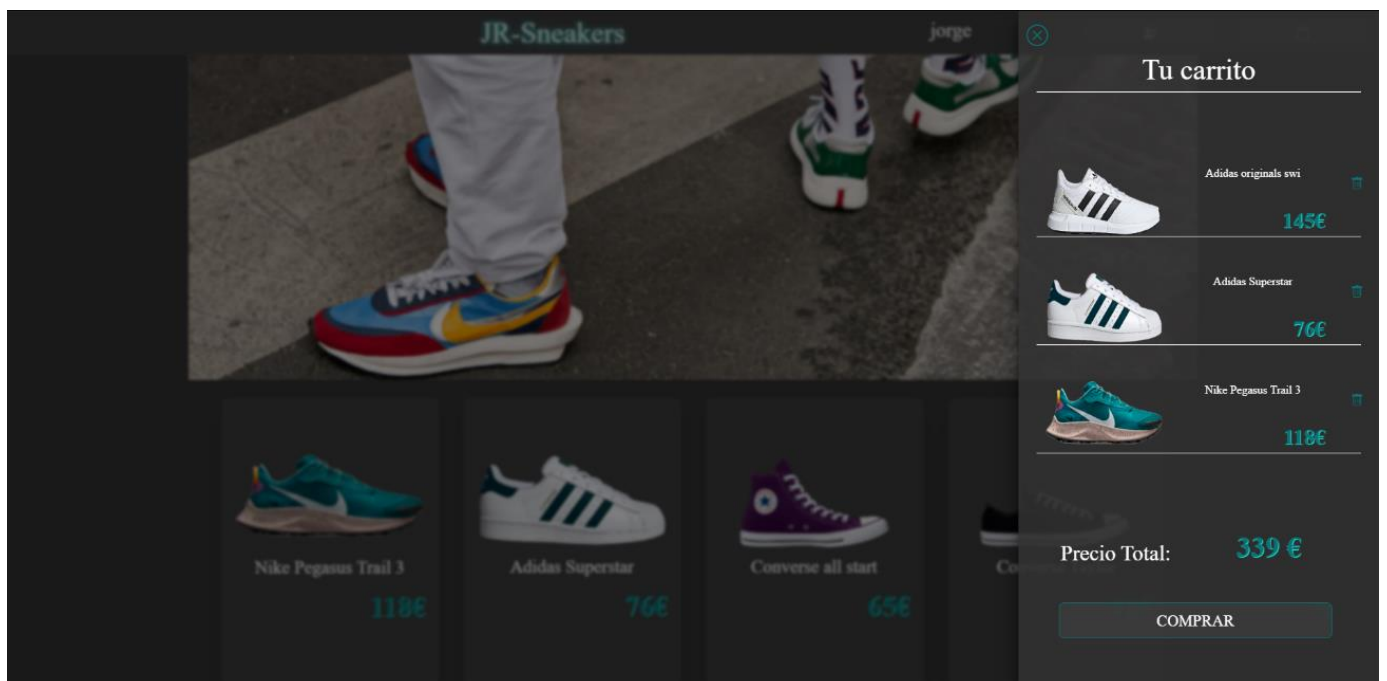 JR-Sneakers
jorge
Tu carrito
Adidas originals swi
145€
Adidas Superstar
76€
Nike Pegasus Trail 3
118€
Precio Total:
339 €
COMPRAR
Nike Pegasus Trail 3
118€
Adidas Superstar
76€
Converse all start
65€